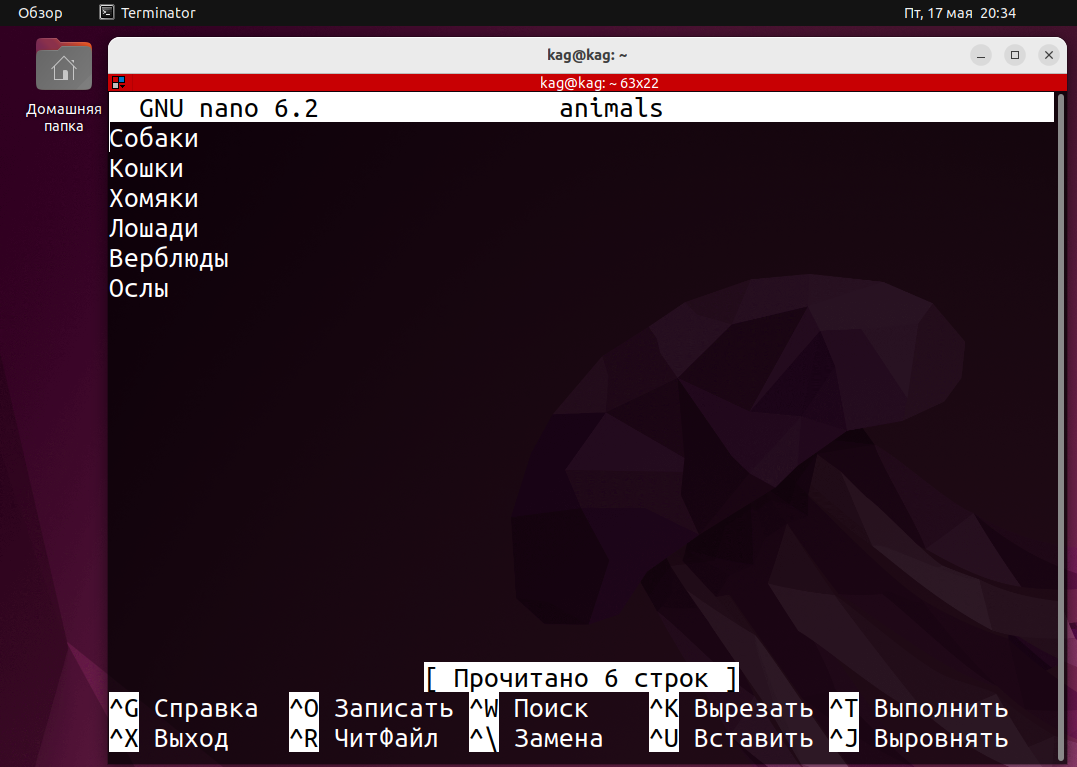 Обзор Terminator Пт, 17 мая 20:34
Домашняя
папка
kag@kag: ~
kag@kag: ~ 63x22
GNU nano 6.2 animals
Собаки
Кошки
Хомяки
Лошади
Верблюды
Ослы
[ Прочитано 6 строк ]
^G Справка ^O Записать ^W Поиск ^K Вырезать ^T Выполнить
^X Выход ^R ЧитФайл ^\ Замена ^U Вставить ^J Выровнять